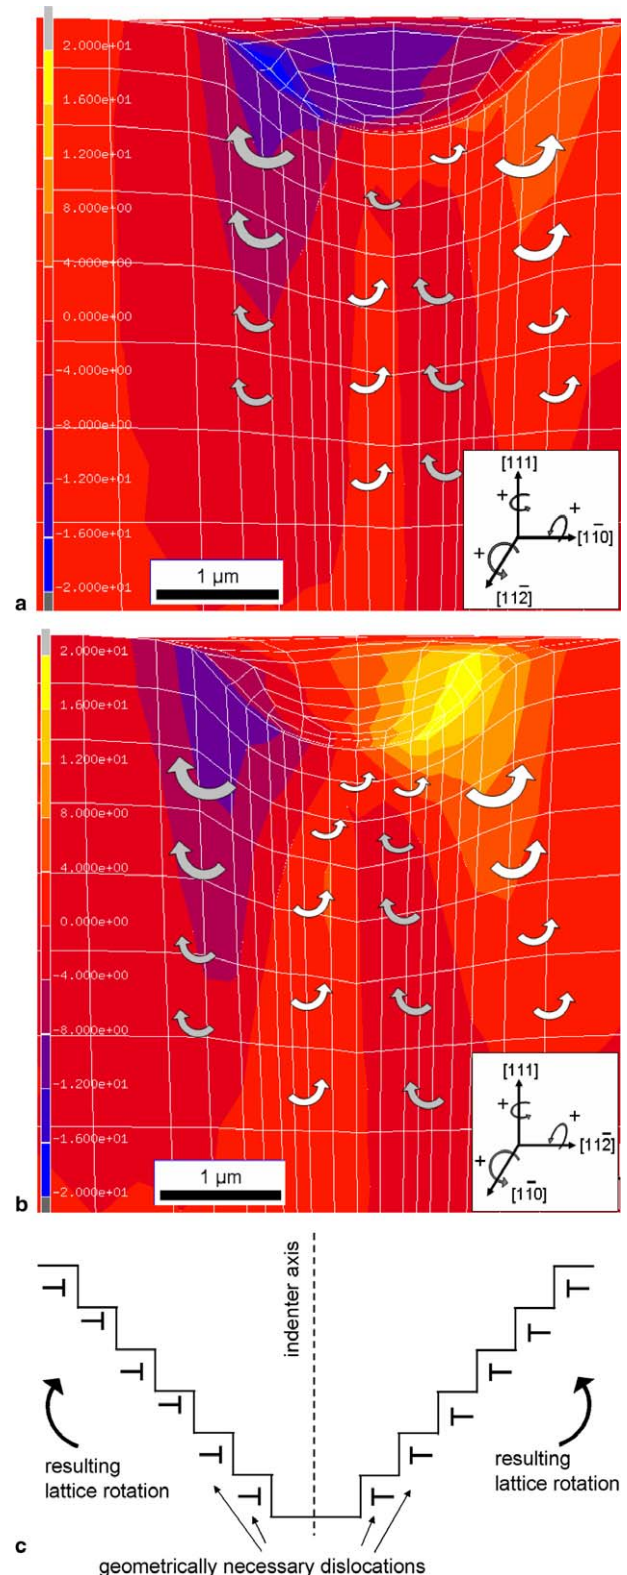 2.000e+01
1.600e+01
1.200e+01
8.000e+00
4.000e+00
0.000e+00
-4.000e+00
-8.000e+00
-1.200e+01
-1.600e+01
-2.000e+01
1 µm
[111]
+
+
[11̄0]
+
[112̄]
a
2.000e+01
1.600e+01
1.200e+01
8.000e+00
4.000e+00
0.000e+00
-4.000e+00
-8.000e+00
-1.200e+01
-1.600e+01
-2.000e+01
1 µm
[111]
+
+
[112̄]
+
[11̄0]
b
indenter axis
resulting
lattice rotation
resulting
lattice rotation
c
geometrically necessary dislocations